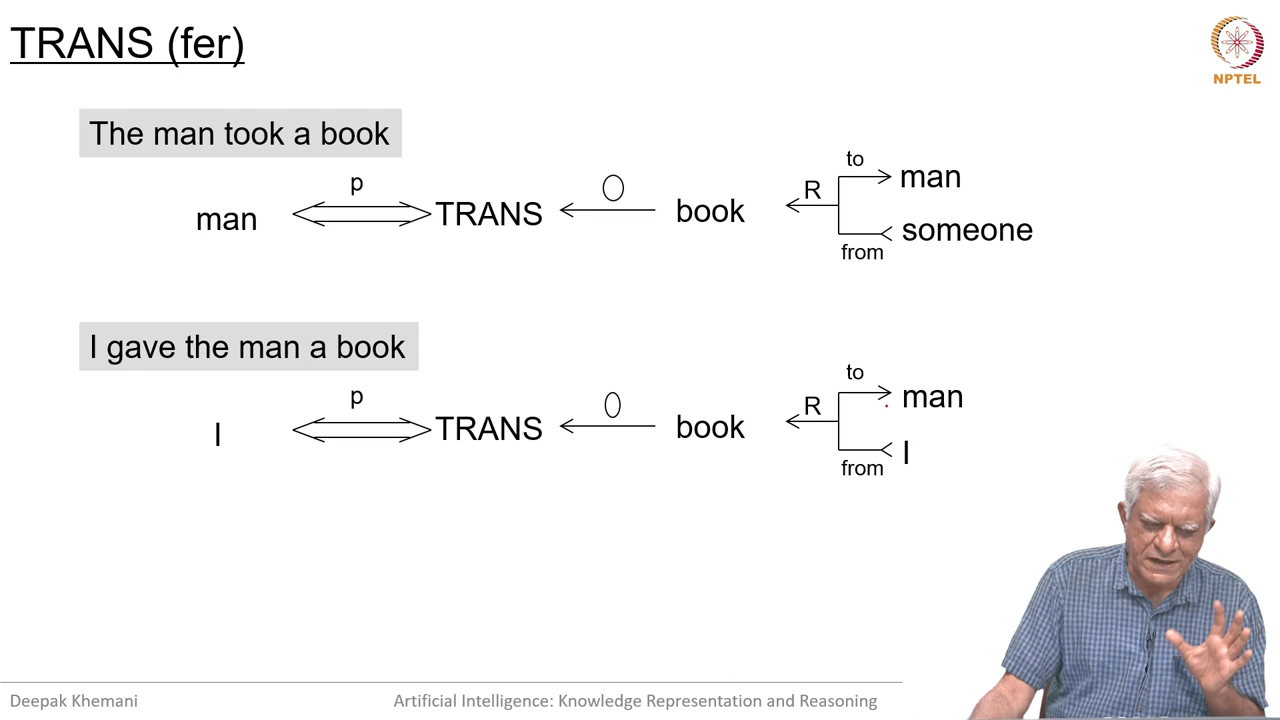 TRANS (fer)
NPTEL
The man took a book
man p TRANS O book R to man from someone
I gave the man a book
I p TRANS O book R to man from I
Deepak Khemani Artificial Intelligence: Knowledge Representation and Reasoning